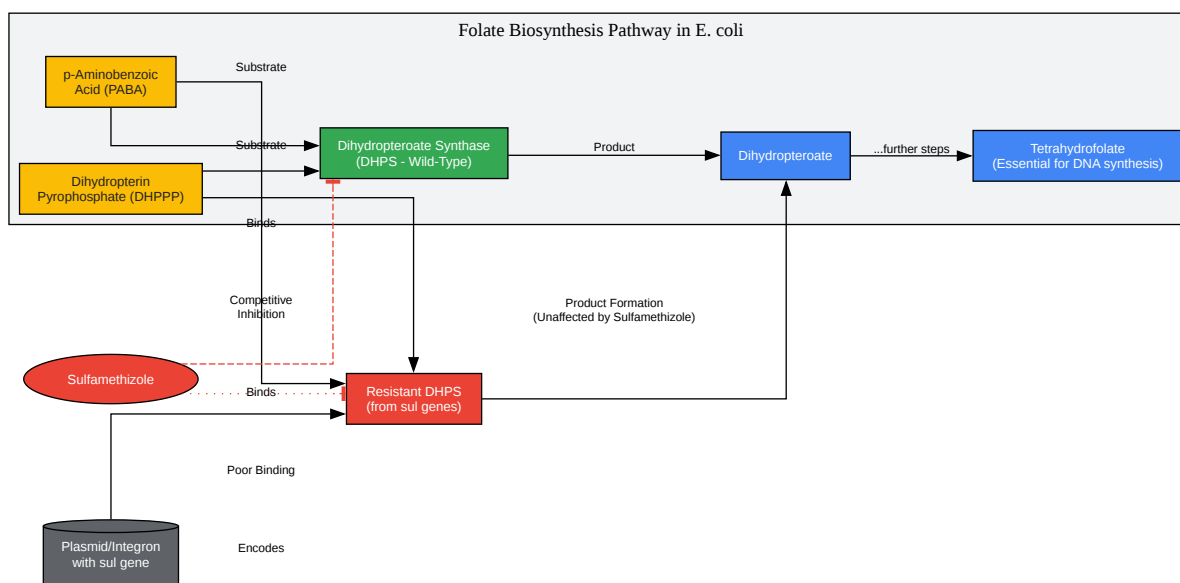 Folate Biosynthesis Pathway in E. coli
p-Aminobenzoic
Acid (PABA)
Substrate
Substrate
Dihydropteroate Synthase
(DHPS - Wild-Type)
Product
Dihydropteroate
...further steps
Tetrahydrofolate
(Essential for DNA synthesis)
Dihydropterin
Pyrophosphate (DHPPP)
Binds
Competitive
Inhibition
Product Formation
(Unaffected by Sulfamethizole)
Sulfamethizole
Binds
Resistant DHPS
(from sul genes)
Poor Binding
Plasmid/Integron
with sul gene
Encodes